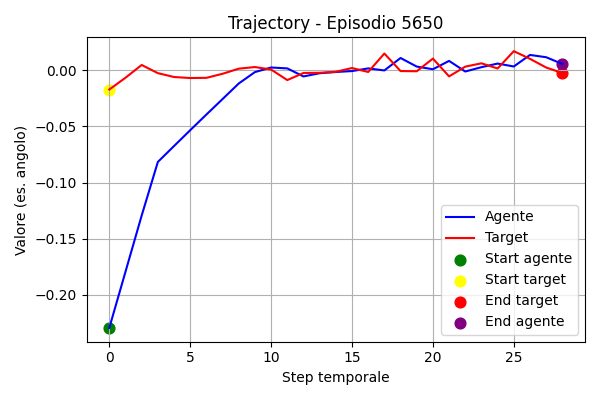 Trajectory - Episodio 5650
Valore (es. angolo)
0.00
−0.05
−0.10
−0.15
−0.20
0
5
10
15
20
25
Step temporale
Agente
Target
Start agente
Start target
End target
End agente